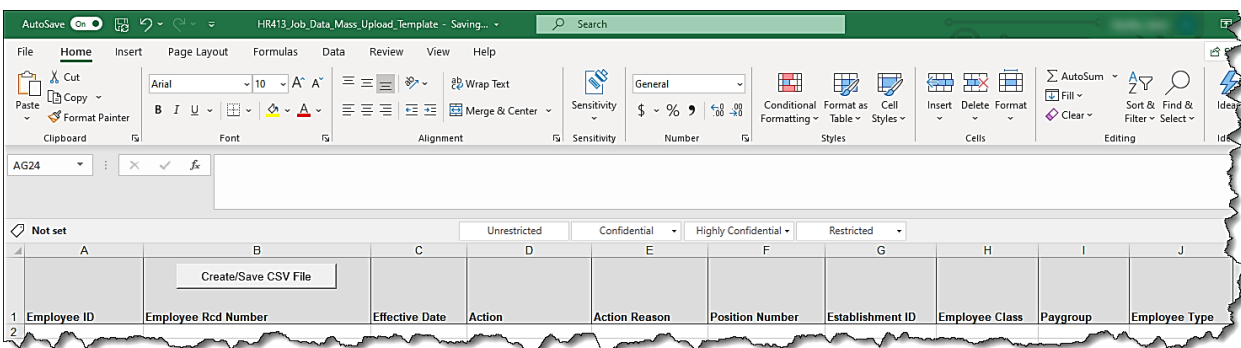 AutoSave On HR413_Job_Data_Mass_Upload_Template - Saving... Search
File Home Insert Page Layout Formulas Data Review View Help
Paste Cut Copy Format Painter
Arial 10 A^ A˅ Wrap Text
B I U A Merge & Center
Sensitivity
General
$ % 9 .00
Conditional Formatting Format as Table Cell Styles
Insert Delete Format
AutoSum Fill Clear
Sort & Filter Find & Select
Clipboard Font Alignment Sensitivity Number Styles Cells Editing
AG24 fx
Not set Unrestricted Confidential Highly Confidential Restricted
A B C D E F G H I J
Create/Save CSV File
1 Employee ID Employee Rcd Number Effective Date Action Action Reason Position Number Establishment ID Employee Class Paygroup Employee Type
2